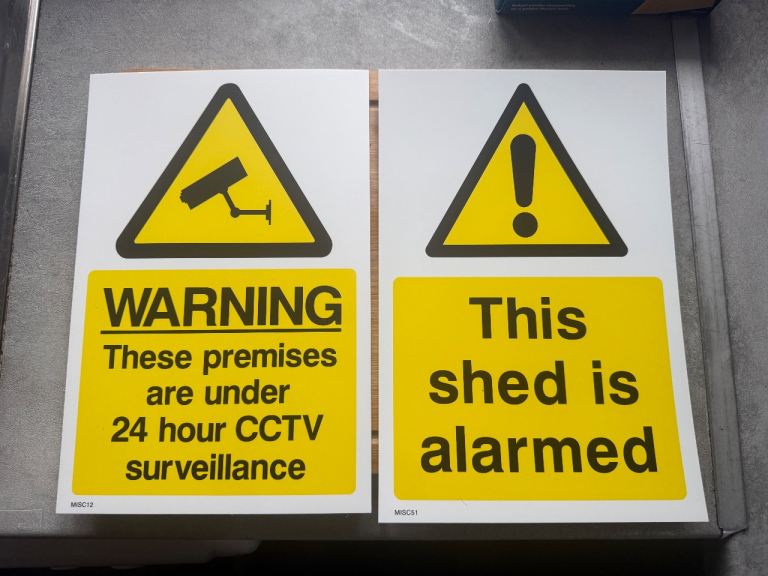 WARNING
These premises
are under
24 hour CCTV
surveillance
MISC12
This
shed is
alarmed
MISC51